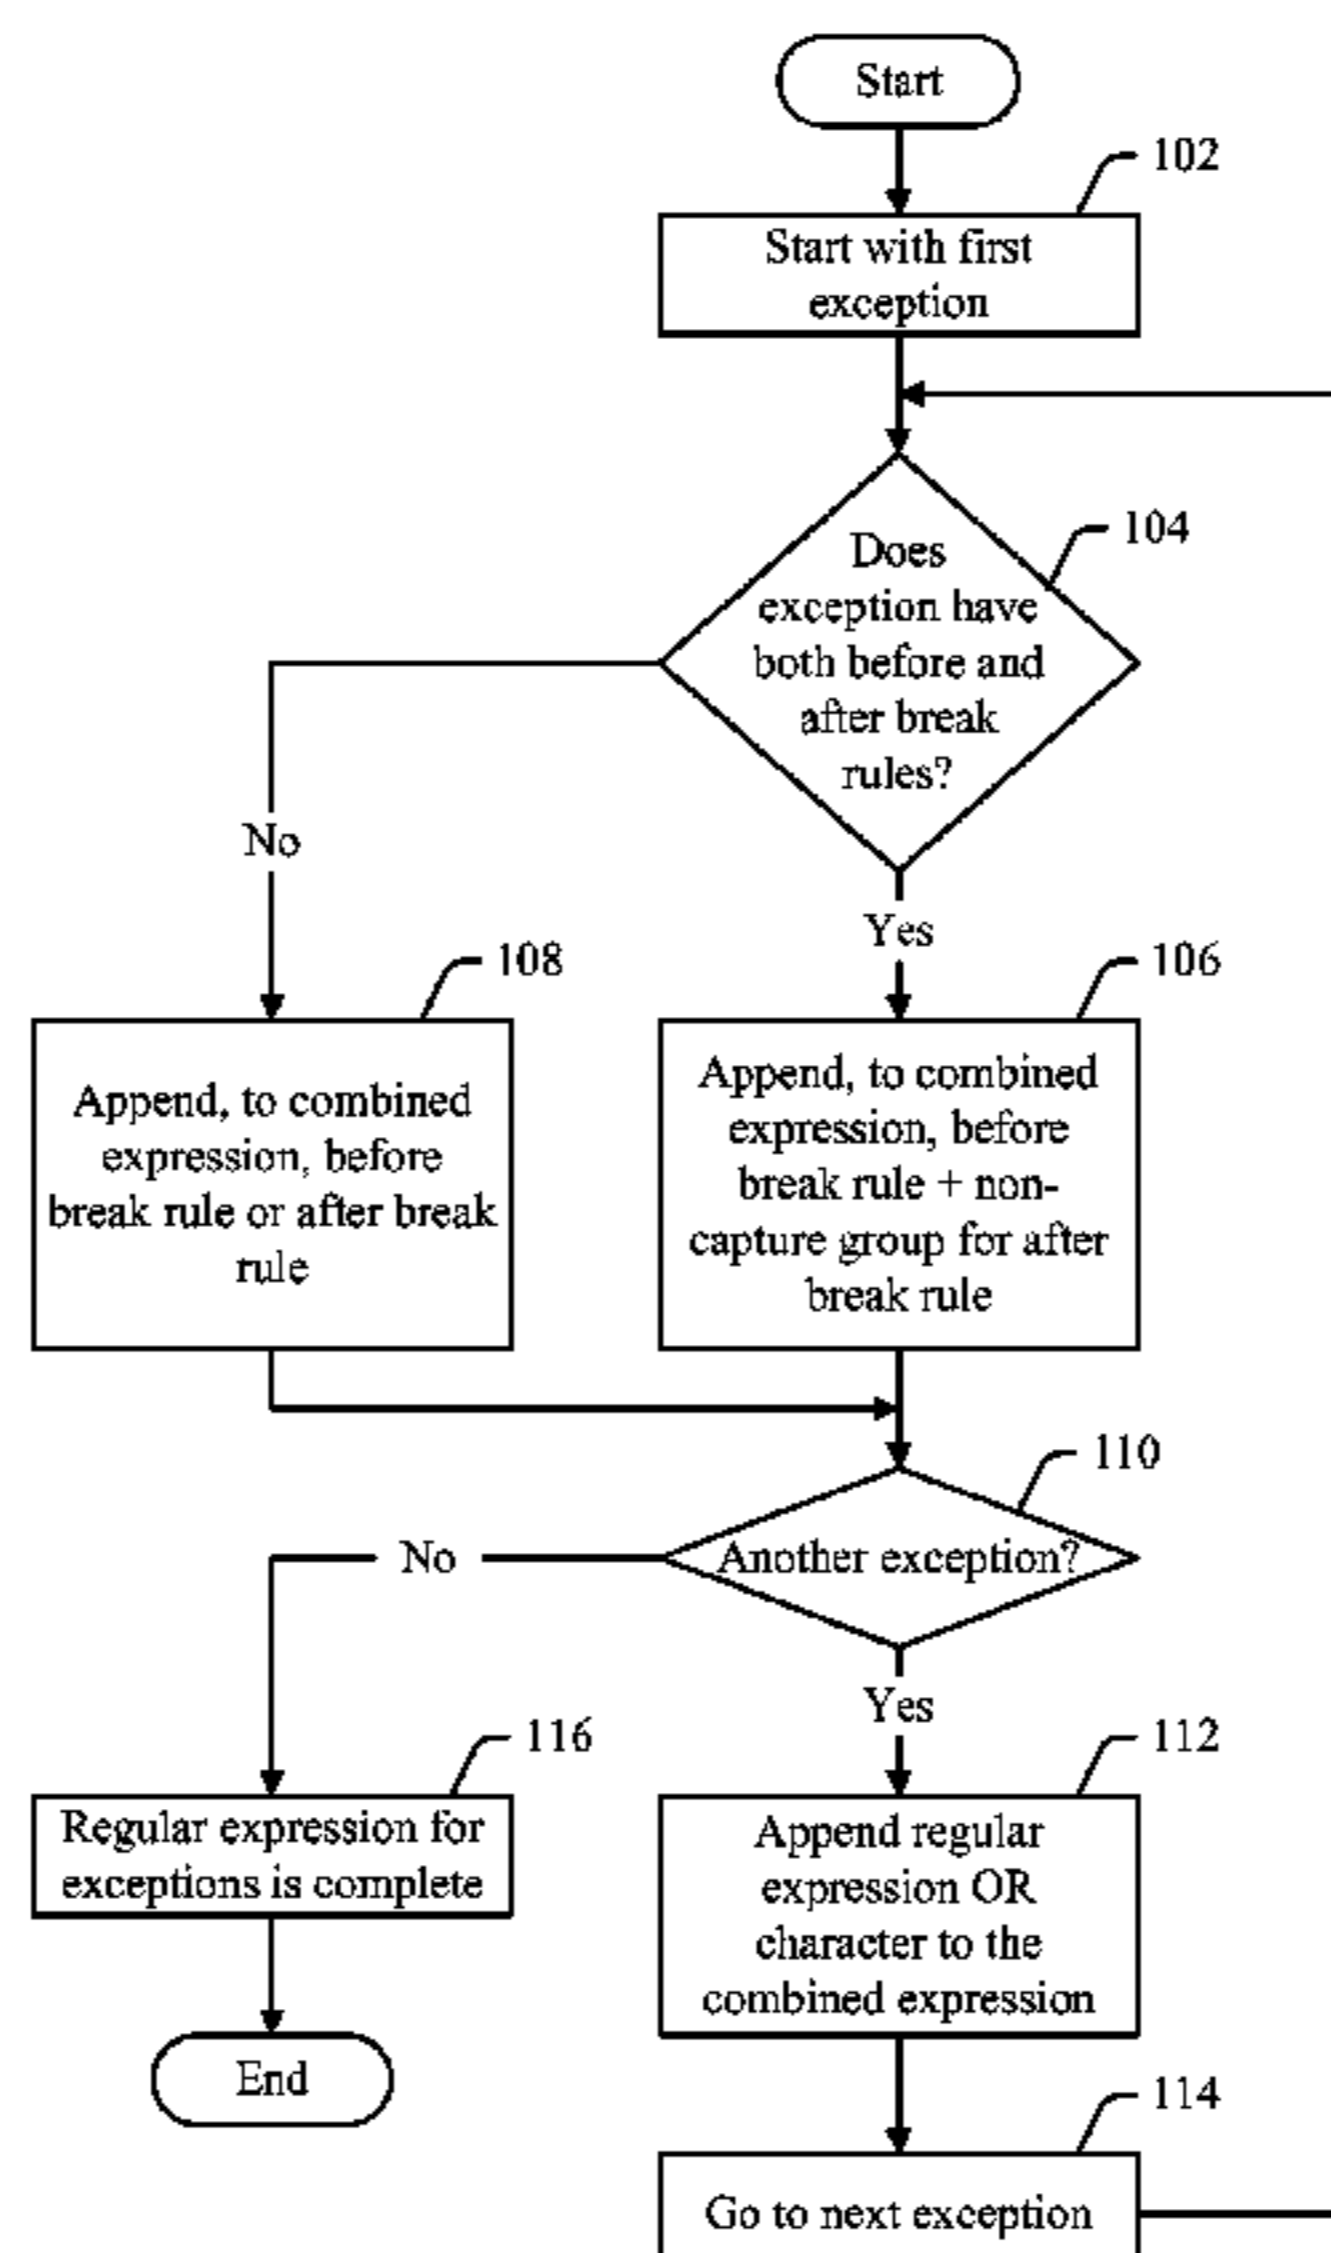 Start
102
Start with first
exception
104
Does
exception have
both before and
after break
rules?
No
Yes
108
106
Append, to combined
expression, before
break rule or after break
rule
Append, to combined
expression, before
break rule + non-
capture group for after
break rule
110
Another exception?
No
Yes
116
112
Regular expression for
exceptions is complete
Append regular
expression OR
character to the
combined expression
End
114
Go to next exception